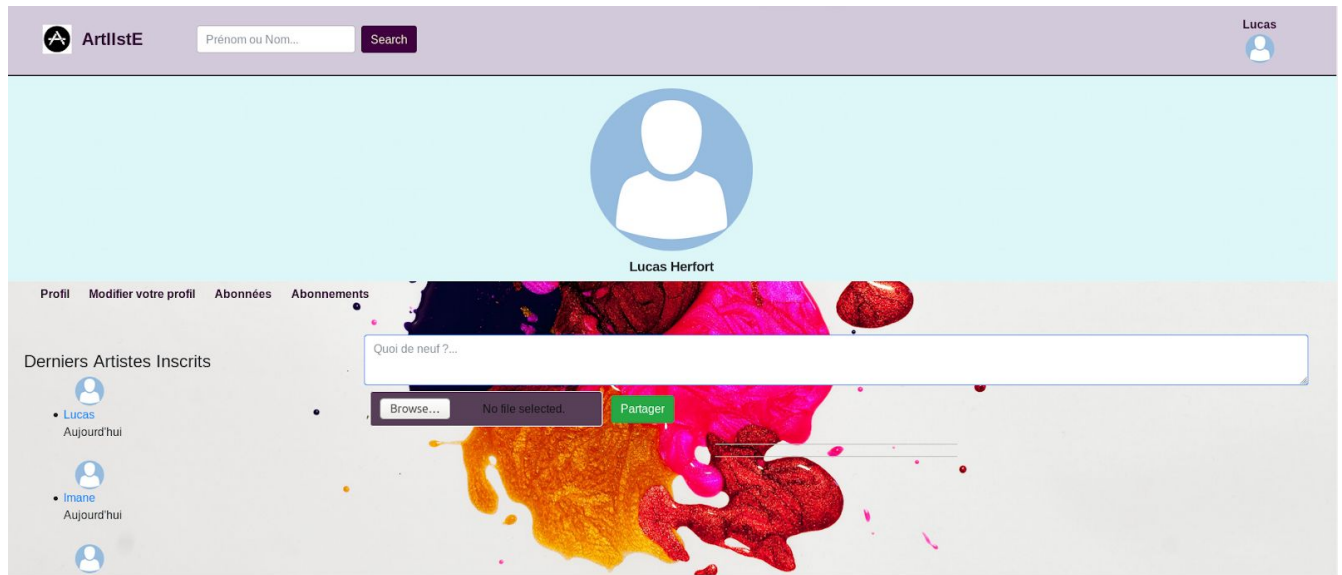 ArtIIstE
Prénom ou Nom...
Search
Lucas
Lucas Herfort
Profil Modifier votre profil Abonnées Abonnements
Quoi de neuf ?...
Browse... No file selected. Partager
Derniers Artistes Inscrits
Lucas
Aujourd'hui
Imane
Aujourd'hui